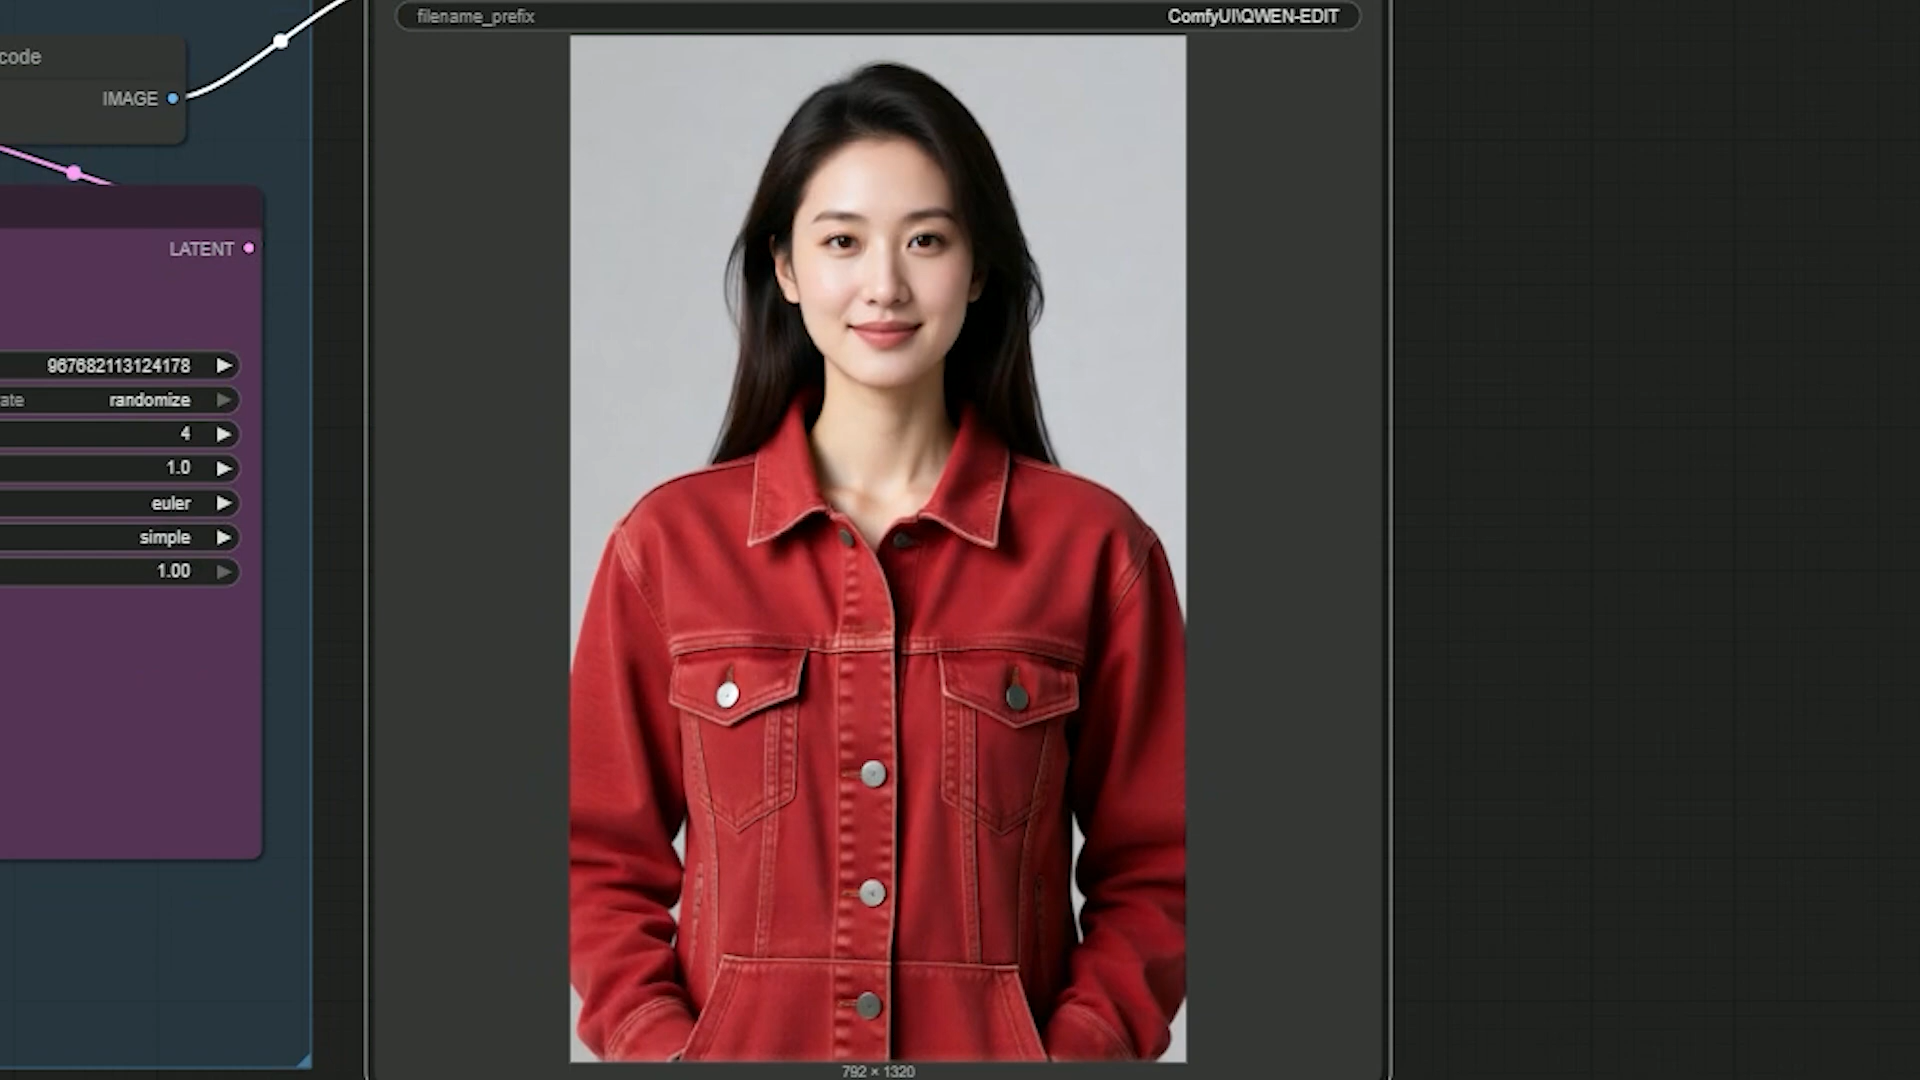 filename_prefix ComfyUI\QWEN-EDIT
code
IMAGE
LATENT
967682113124178
ate randomize
4
1.0
euler
simple
1.00
792 × 1320